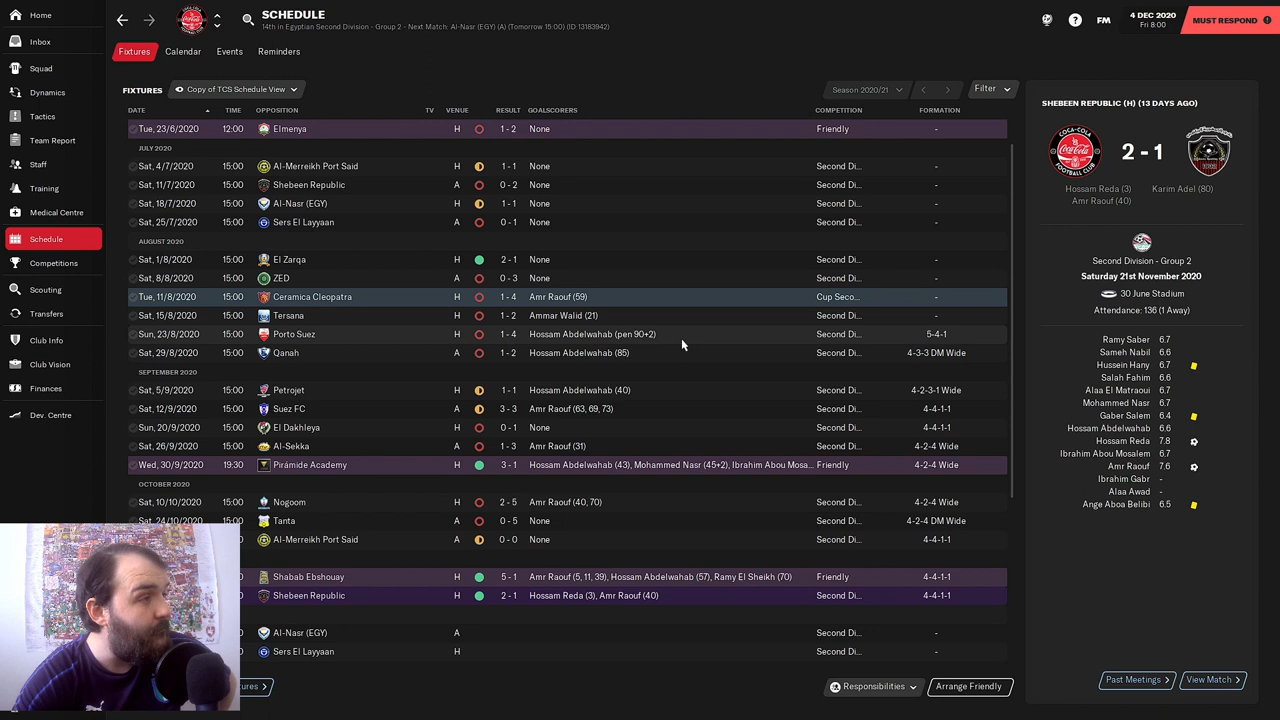 Home
Inbox
Squad
Dynamics
Tactics
Team Report
Staff
Training
Medical Centre
Schedule
Competitions
Scouting
Transfers
Club Info
Club Vision
Finances
Dev. Centre
SCHEDULE
14th in Egyptian Second Division - Group 2 - Next Match: Al-Nasr (EGY) (A) (Tomorrow 15:00) (ID:13183942)
FM
4 DEC 2020
Fri 8:00
MUST RESPOND
Fixtures Calendar Events Reminders
FIXTURES Copy of TCS Schedule View Season 2020/21 Filter
DATE TIME OPPOSITION TV VENUE RESULT GOALSCORERS COMPETITION FORMATION
Tue, 23/6/2020 12:00 Elmenya H 1 - 2 None Friendly -
JULY 2020
Sat, 4/7/2020 15:00 Al-Merreikh Port Said H 1 - 1 None Second Di... -
Sat, 11/7/2020 15:00 Shebeen Republic A 0 - 2 None Second Di... -
Sat, 18/7/2020 15:00 Al-Nasr (EGY) H 1 - 1 None Second Di... -
Sat, 25/7/2020 15:00 Sers El Layyaan A 0 - 1 None Second Di... -
AUGUST 2020
Sat, 1/8/2020 15:00 El Zarqa H 2 - 1 None Second Di... -
Sat, 8/8/2020 15:00 ZED A 0 - 3 None Second Di... -
Tue, 11/8/2020 15:00 Ceramica Cleopatra H 1 - 4 Amr Raouf (59) Cup Seco... -
Sat, 15/8/2020 15:00 Tersana H 1 - 2 Ammar Walid (21) Second Di... -
Sun, 23/8/2020 15:00 Porto Suez H 1 - 4 Hossam Abdelwahab (pen 90+2) Second Di... 5-4-1
Sat, 29/8/2020 15:00 Qanah A 1 - 2 Hossam Abdelwahab (85) Second Di... 4-3-3 DM Wide
SEPTEMBER 2020
Sat, 5/9/2020 15:00 Petrojet H 1 - 1 Hossam Abdelwahab (40) Second Di... 4-2-3-1 Wide
Sat, 12/9/2020 15:00 Suez FC A 3 - 3 Amr Raouf (63, 69, 73) Second Di... 4-4-1-1
Sun, 20/9/2020 15:00 El Dakhleya H 0 - 1 None Second Di... 4-4-1-1
Sat, 26/9/2020 15:00 Al-Sekka A 1 - 3 Amr Raouf (31) Second Di... 4-2-4 Wide
Wed, 30/9/2020 19:30 Pirámide Academy H 3 - 1 Hossam Abdelwahab (43), Mohammed Nasr (45+2), Ibrahim Abou Mosa... Friendly 4-2-4 Wide
OCTOBER 2020
Sat, 10/10/2020 15:00 Nogoom H 2 - 5 Amr Raouf (40, 70) Second Di... 4-2-4 Wide
Sat, 24/10/2020 15:00 Tanta A 0 - 5 None Second Di... 4-2-4 DM Wide
Al-Merreikh Port Said A 0 - 0 None Second Di... 4-4-1-1
Shabab Ebshouay H 5 - 1 Amr Raouf (5, 11, 39), Hossam Abdelwahab (57), Ramy El Sheikh (70) Friendly 4-4-1-1
Shebeen Republic H 2 - 1 Hossam Reda (3), Amr Raouf (40) Second Di... 4-4-1-1
Al-Nasr (EGY) A Second Di... -
Sers El Layyaan H Second Di... -
Responsibilities Arrange Friendly
SHEBEEN REPUBLIC (H) (13 DAYS AGO)
COCA-COLA
FOOTBALL CLUB
2 - 1
Hossam Reda (3) Karim Adel (80)
Amr Raouf (40)
Second Division - Group 2
Saturday 21st November 2020
30 June Stadium
Attendance: 136 (1 Away)
Ramy Saber 6.7
Sameh Nabil 6.6
Hussein Hany 6.7
Salah Fahim 6.6
Alaa El Matraoui 6.7
Mohammed Nasr 6.7
Gaber Salem 6.4
Hossam Abdelwahab 6.6
Hossam Reda 7.8
Ibrahim Abou Mosalem 6.7
Amr Raouf 7.6
Ibrahim Gabr -
Alaa Awad -
Ange Aboa Belibi 6.5
Past Meetings View Match